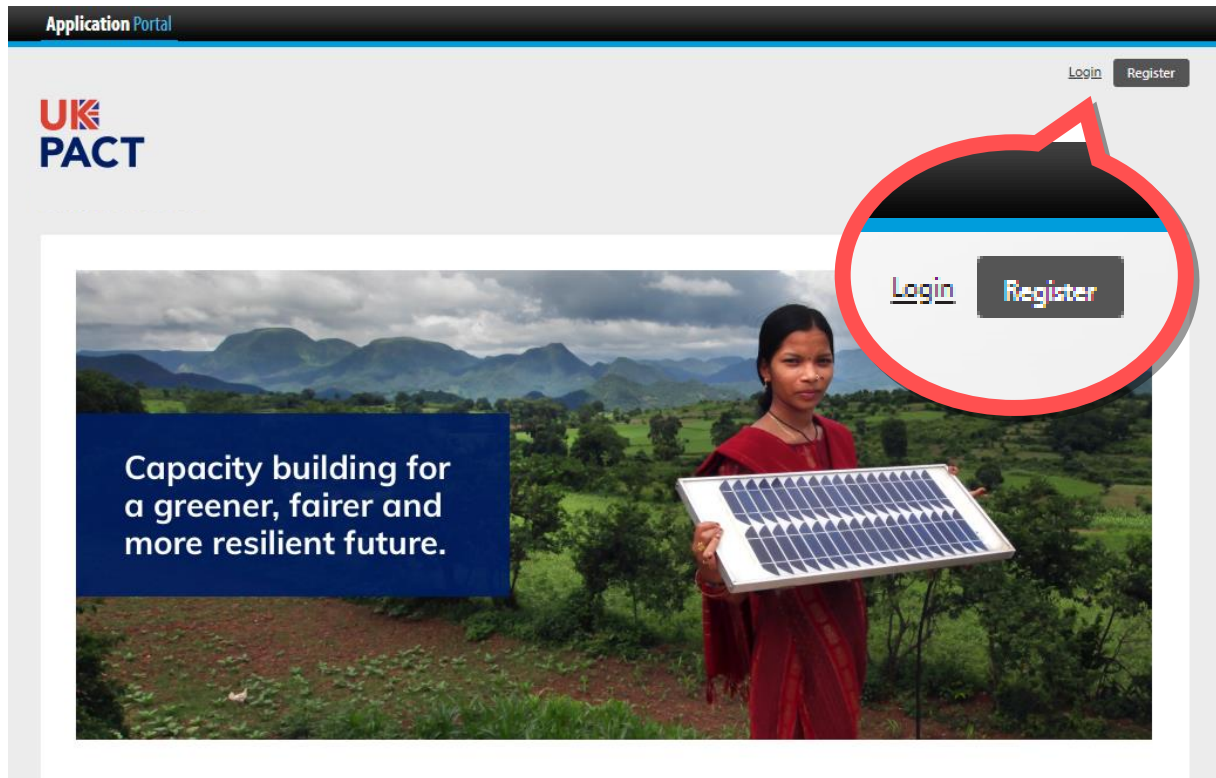 Application Portal
Login Register
UK
PACT
Login Register
Capacity building for
a greener, fairer and
more resilient future.